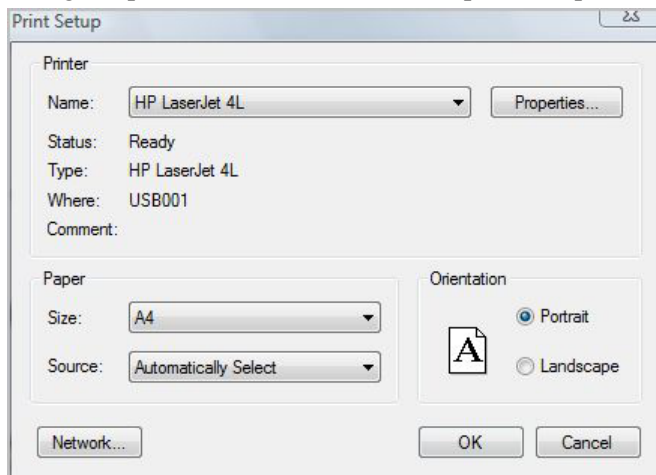 Print Setup
Printer
Name: HP LaserJet 4L Properties...
Status: Ready
Type: HP LaserJet 4L
Where: USB001
Comment:
Paper
Size: A4
Source: Automatically Select
Orientation
A
Portrait
Landscape
Network... OK Cancel